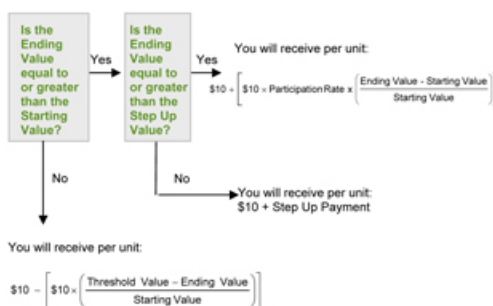 Is the
Ending
Value
equal to
or greater
than the
Starting
Value?
Yes
Is the
Ending
Value
equal to
or greater
than the
Step Up
Value?
Yes
You will receive per unit:
$10 + [$10 × Participation Rate x (Ending Value - Starting Value
Starting Value
No
No
You will receive per unit:
$10 + Step Up Payment
You will receive per unit:
$10 − [$10× (Threshold Value − Ending Value)]
Starting Value